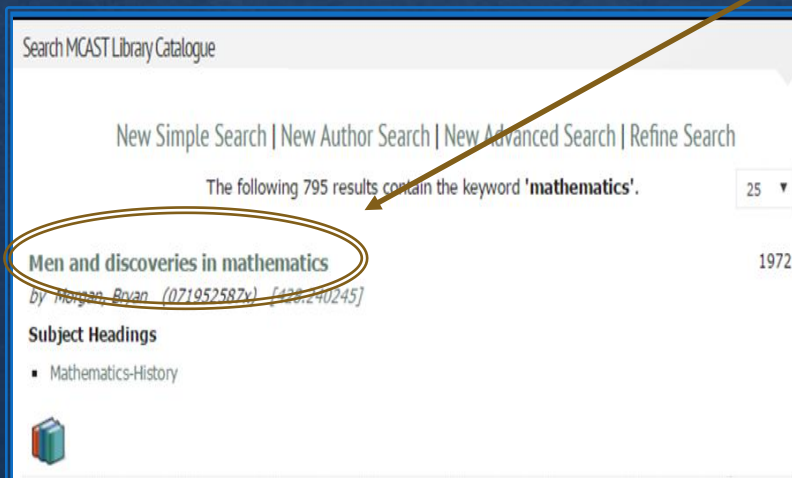 Search MCAST Library Catalogue
New Simple Search | New Author Search | New Advanced Search | Refine Search
The following 795 results contain the keyword 'mathematics'.
25
Men and discoveries in mathematics
1972
by Morgan, Bryan (071952587x) [428.240245]
Subject Headings
▪ Mathematics-History